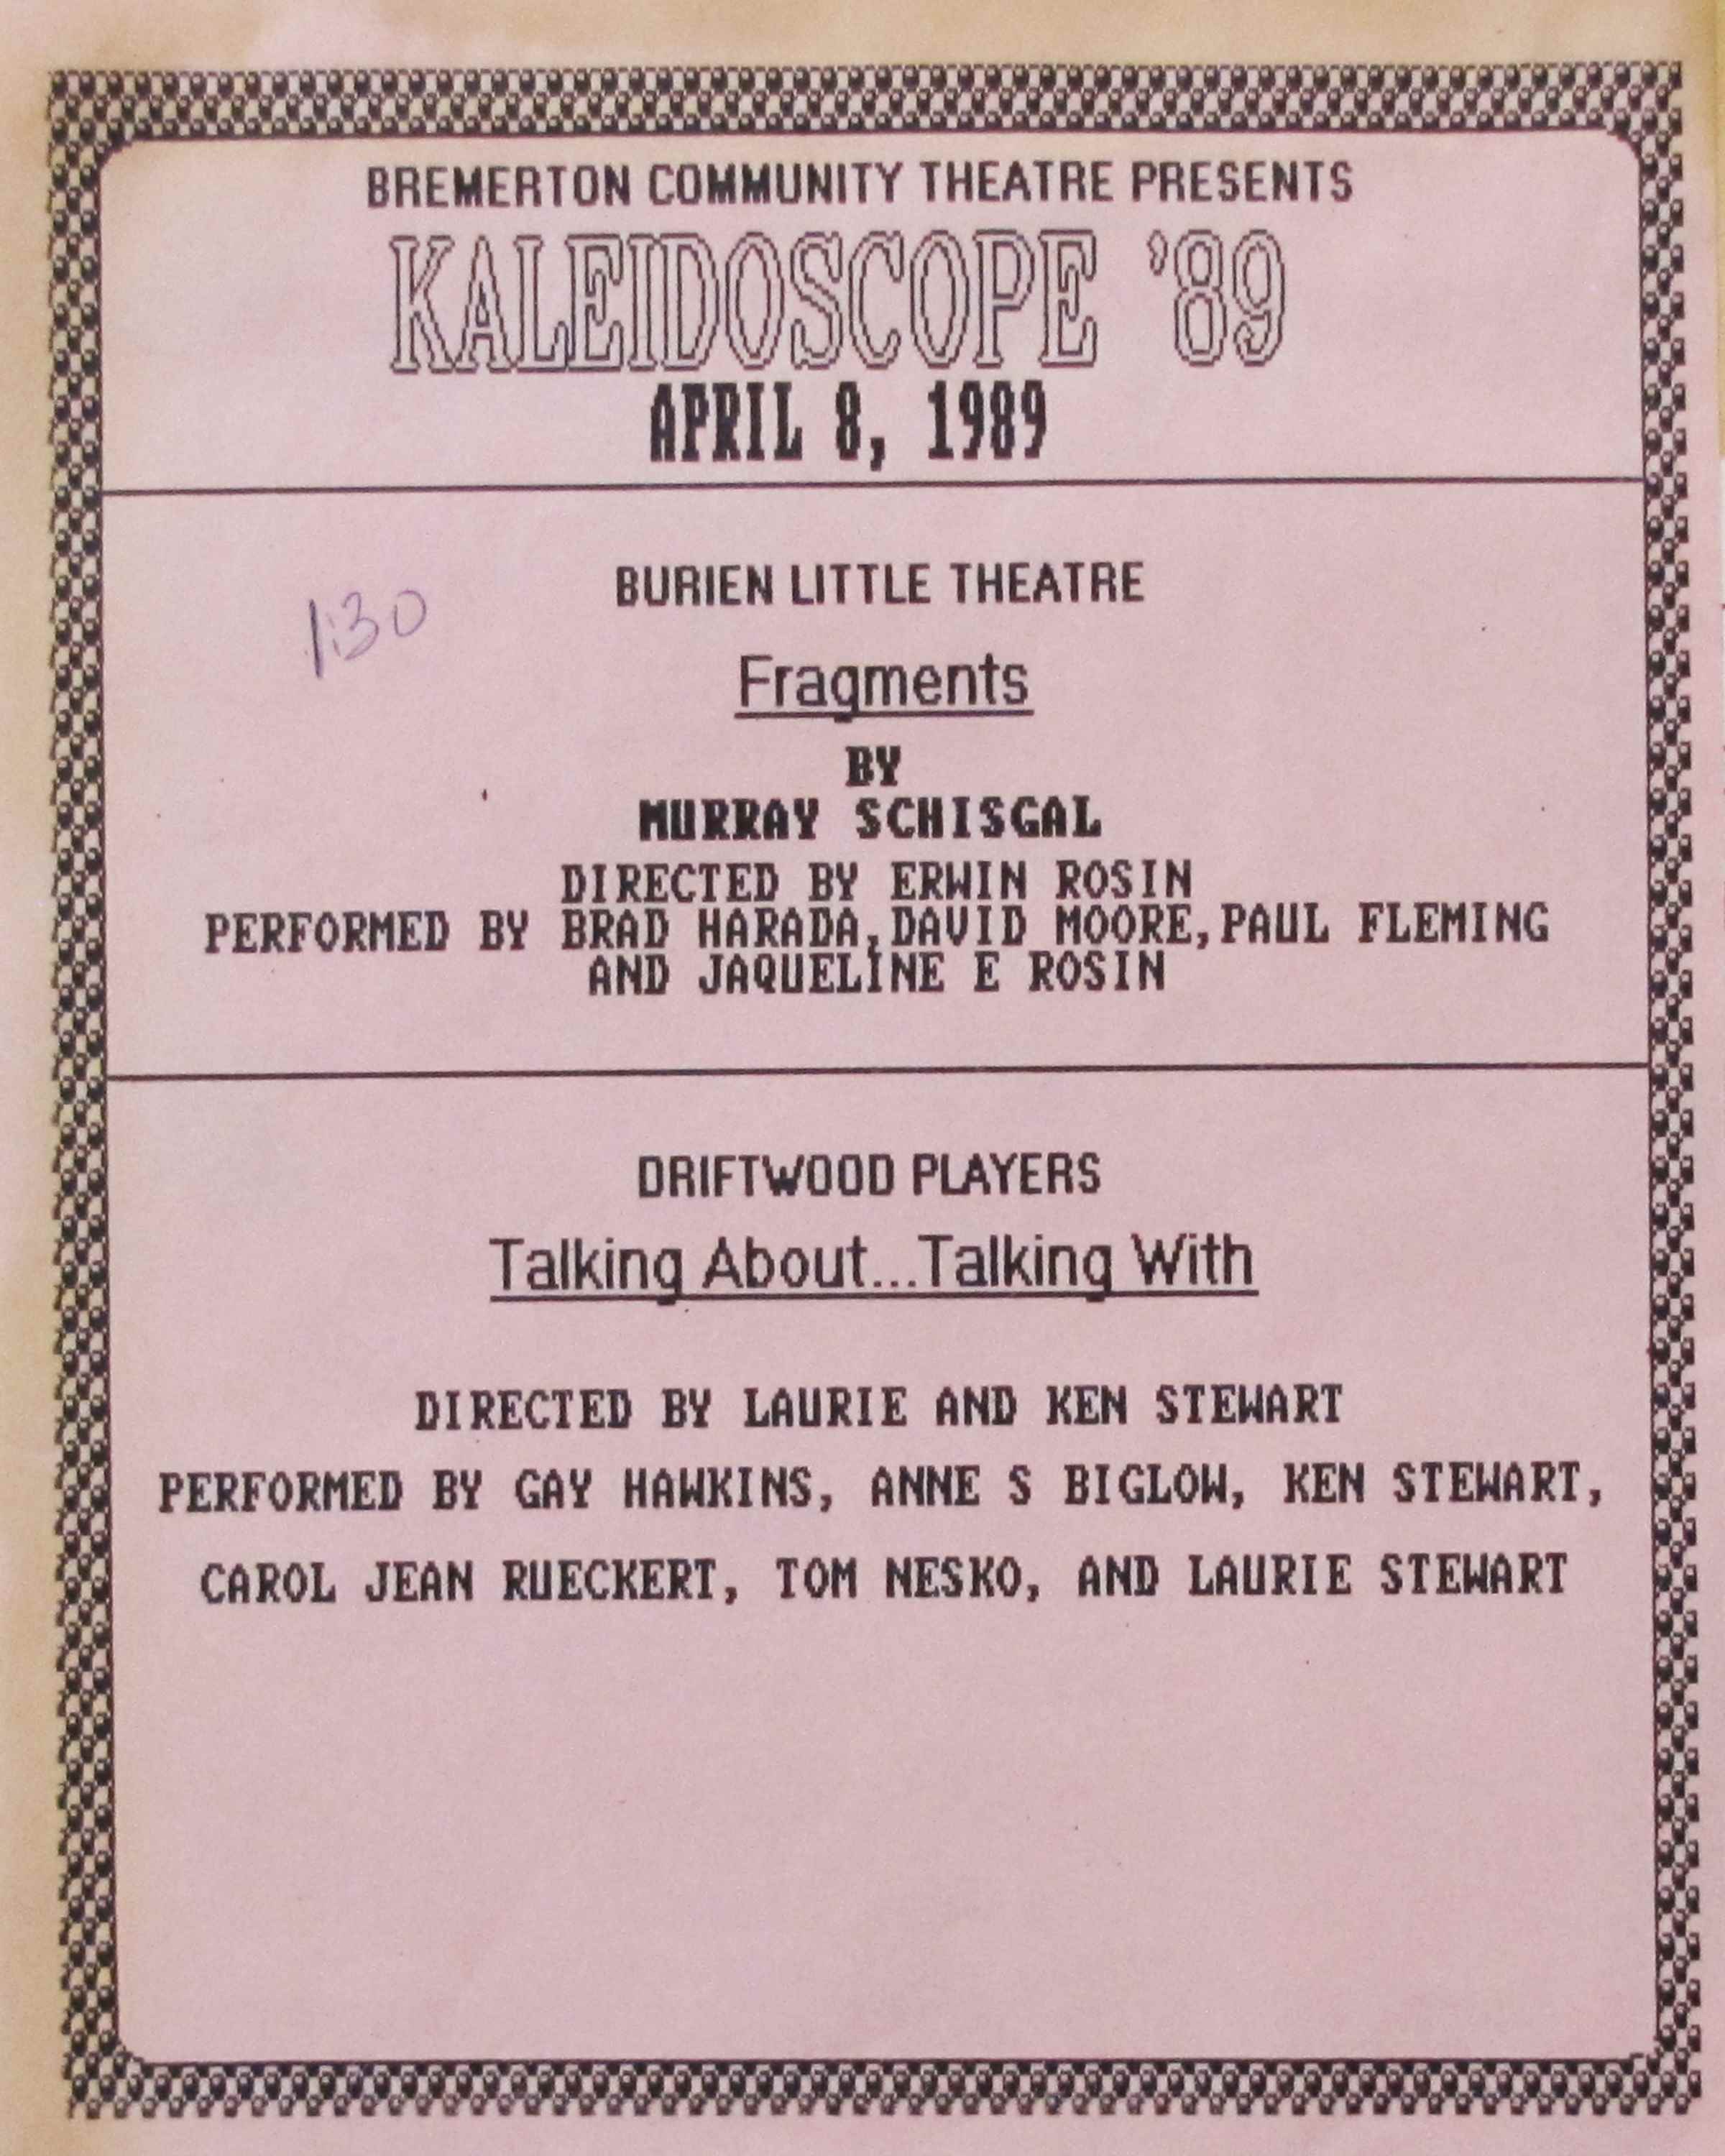 BREMERTON COMMUNITY THEATRE PRESENTS
KALEIDOSCOPE '89
APRIL 8, 1989
BURIEN LITTLE THEATRE
1:30
Fragments
BY
MURRAY SCHISGAL
DIRECTED BY ERWIN ROSIN
PERFORMED BY BRAD HARADA,DAVID MOORE,PAUL FLEMING
AND JAQUELINE E ROSIN
DRIFTWOOD PLAYERS
Talking About...Talking With
DIRECTED BY LAURIE AND KEN STEWART
PERFORMED BY GAY HAWKINS, ANNE S BIGLOW, KEN STEWART,
CAROL JEAN RUECKERT, TOM NESKO, AND LAURIE STEWART